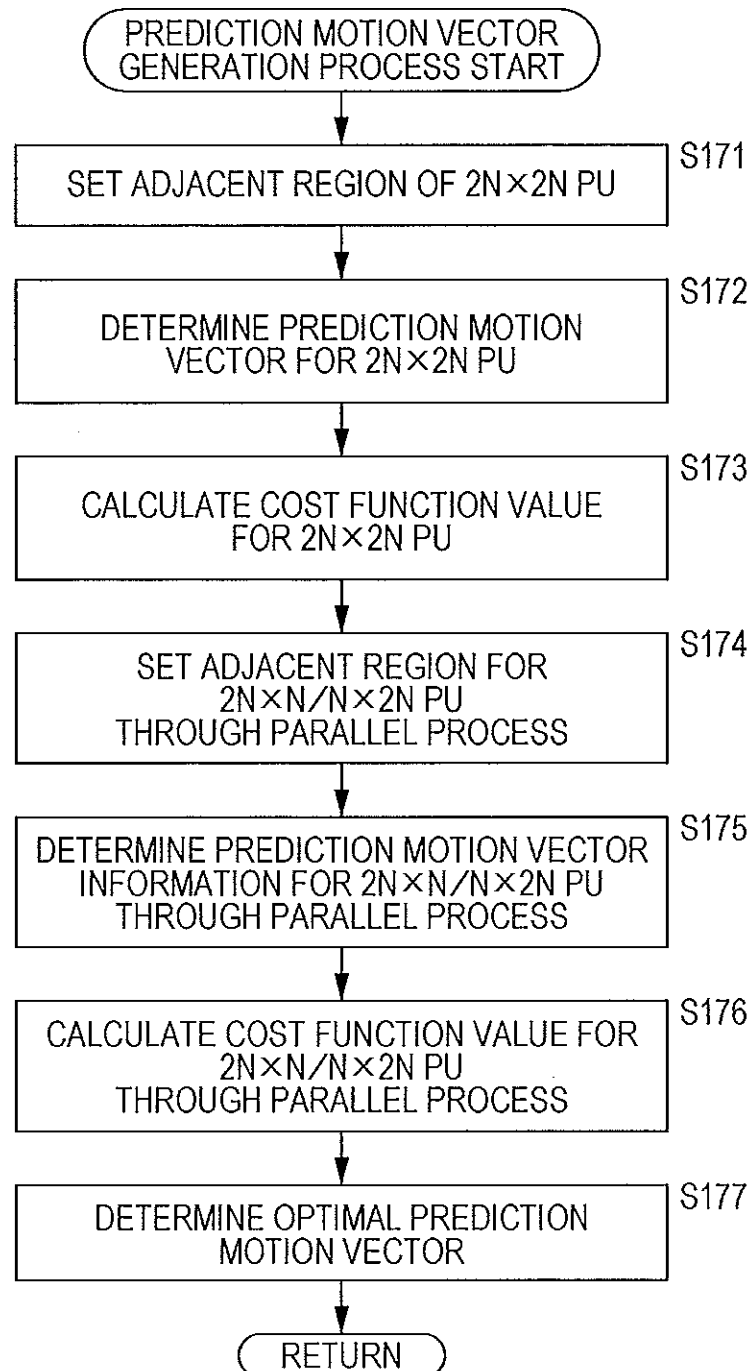 PREDICTION MOTION VECTOR
GENERATION PROCESS START
S171
SET ADJACENT REGION OF 2N×2N PU
S172
DETERMINE PREDICTION MOTION
VECTOR FOR 2N×2N PU
S173
CALCULATE COST FUNCTION VALUE
FOR 2N×2N PU
S174
SET ADJACENT REGION FOR
2N×N/N×2N PU
THROUGH PARALLEL PROCESS
S175
DETERMINE PREDICTION MOTION VECTOR
INFORMATION FOR 2N×N/N×2N PU
THROUGH PARALLEL PROCESS
S176
CALCULATE COST FUNCTION VALUE FOR
2N×N/N×2N PU
THROUGH PARALLEL PROCESS
S177
DETERMINE OPTIMAL PREDICTION
MOTION VECTOR
RETURN